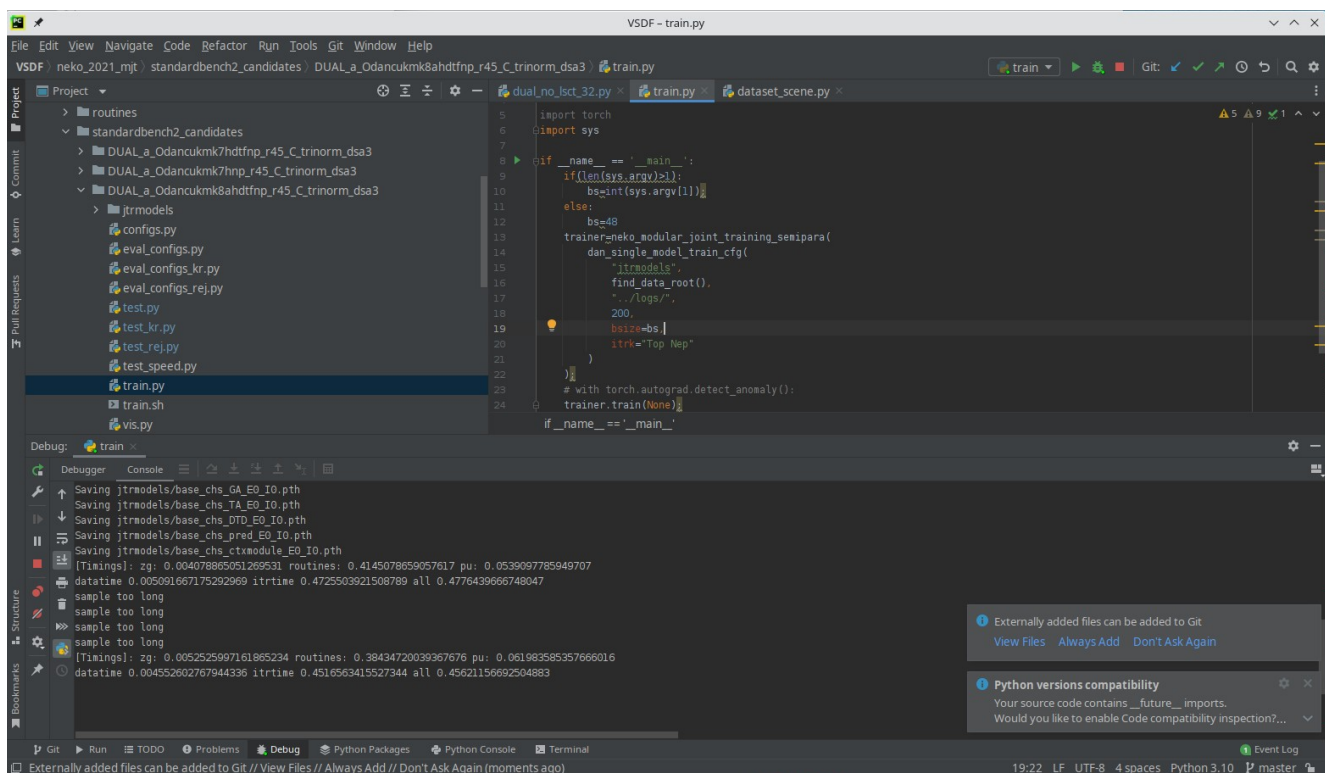 VSDF – train.py
File Edit View Navigate Code Refactor Run Tools Git Window Help
VSDF neko_2021_mjt standardbench2_candidates DUAL_a_Odancukmk8ahdtfnp_r45_C_trinorm_dsa3 train.py
train
Git:
Project
dual_no_lsct_32.py train.py dataset_scene.py
routines
standardbench2_candidates
DUAL_a_Odancukmk7hdtfnp_r45_C_trinorm_dsa3
DUAL_a_Odancukmk7hnp_r45_C_trinorm_dsa3
DUAL_a_Odancukmk8ahdtfnp_r45_C_trinorm_dsa3
jtrmodels
configs.py
eval_configs.py
eval_configs_kr.py
eval_configs_rej.py
test.py
test_kr.py
test_rej.py
test_speed.py
train.py
train.sh
vis.py
5 import torch
6 import sys
7
8 if __name__ == '__main__':
9 if(len(sys.argv)>1):
10 bs=int(sys.argv[1]);
11 else:
12 bs=48
13 trainer=neko_modular_joint_training_semipara(
14 dan_single_model_train_cfg(
15 "jtrmodels",
16 find_data_root(),
17 "../logs/",
18 200,
19 bsize=bs,
20 itrk="Top Nep"
21 )
22 );
23 # with torch.autograd.detect_anomaly():
24 trainer.train(None);
if __name__ == '__main__'
5 9 1
Project
Commit
Learn
Pull Requests
Structure
Bookmarks
Debug: train
Debugger Console
Saving jtrmodels/base_chs_GA_E0_I0.pth
Saving jtrmodels/base_chs_TA_E0_I0.pth
Saving jtrmodels/base_chs_DTD_E0_I0.pth
Saving jtrmodels/base_chs_pred_E0_I0.pth
Saving jtrmodels/base_chs_ctxmodule_E0_I0.pth
[Timings]: zg: 0.004078865051269531 routines: 0.4145078659057617 pu: 0.0539097785949707
datatime 0.005091667175292969 itrtime 0.4725503921508789 all 0.4776439666748047
sample too long
sample too long
sample too long
sample too long
[Timings]: zg: 0.0052525997161865234 routines: 0.38434720039367676 pu: 0.061983585357666016
datatime 0.004552602767944336 itrtime 0.4516563415527344 all 0.45621156692504883
Externally added files can be added to Git
View Files Always Add Don't Ask Again
Python versions compatibility
Your source code contains __future__ imports.
Would you like to enable Code compatibility inspection?...
Git Run TODO Problems Debug Python Packages Python Console Terminal
1 Event Log
Externally added files can be added to Git // View Files // Always Add // Don't Ask Again (moments ago)
19:22 LF UTF-8 4 spaces Python 3.10 master